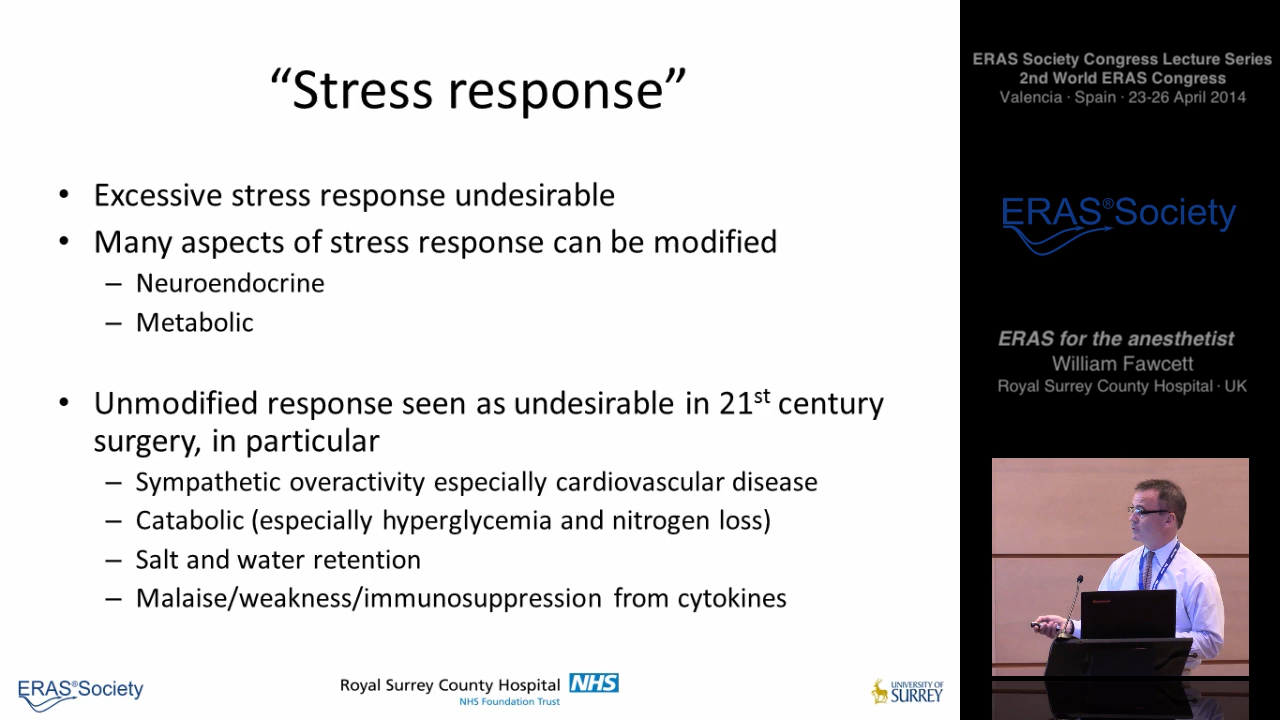 “Stress response”
• Excessive stress response undesirable
• Many aspects of stress response can be modified
– Neuroendocrine
– Metabolic
• Unmodified response seen as undesirable in 21st century
surgery, in particular
– Sympathetic overactivity especially cardiovascular disease
– Catabolic (especially hyperglycemia and nitrogen loss)
– Salt and water retention
– Malaise/weakness/immunosuppression from cytokines
ERAS®Society
Royal Surrey County Hospital NHS
NHS Foundation Trust
UNIVERSITY OF
SURREY
ERAS Society Congress Lecture Series
2nd World ERAS Congress
Valencia · Spain · 23-26 April 2014
ERAS®Society
ERAS for the anesthetist
William Fawcett
Royal Surrey County Hospital · UK